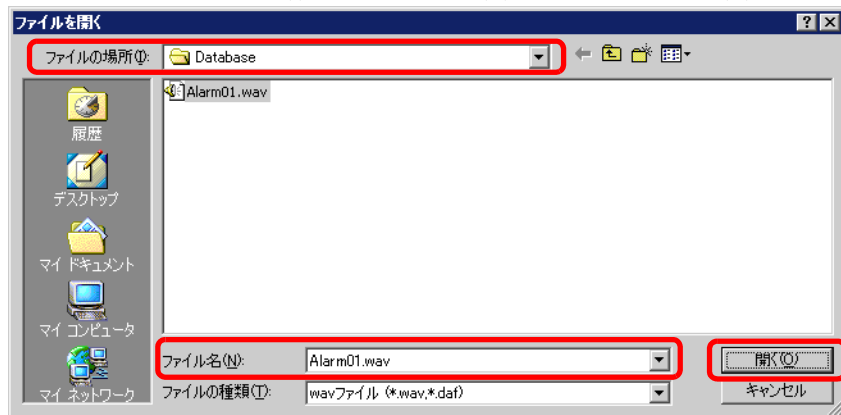 ファイルを開く
ファイルの場所(I):
Database
Alarm01.wav
履歴
デスクトップ
マイ ドキュメント
マイ コンピュータ
マイ ネットワーク
ファイル名(N):
Alarm01.wav
開く(O)
ファイルの種類(T):
wavファイル (*.wav,*.daf)
キャンセル